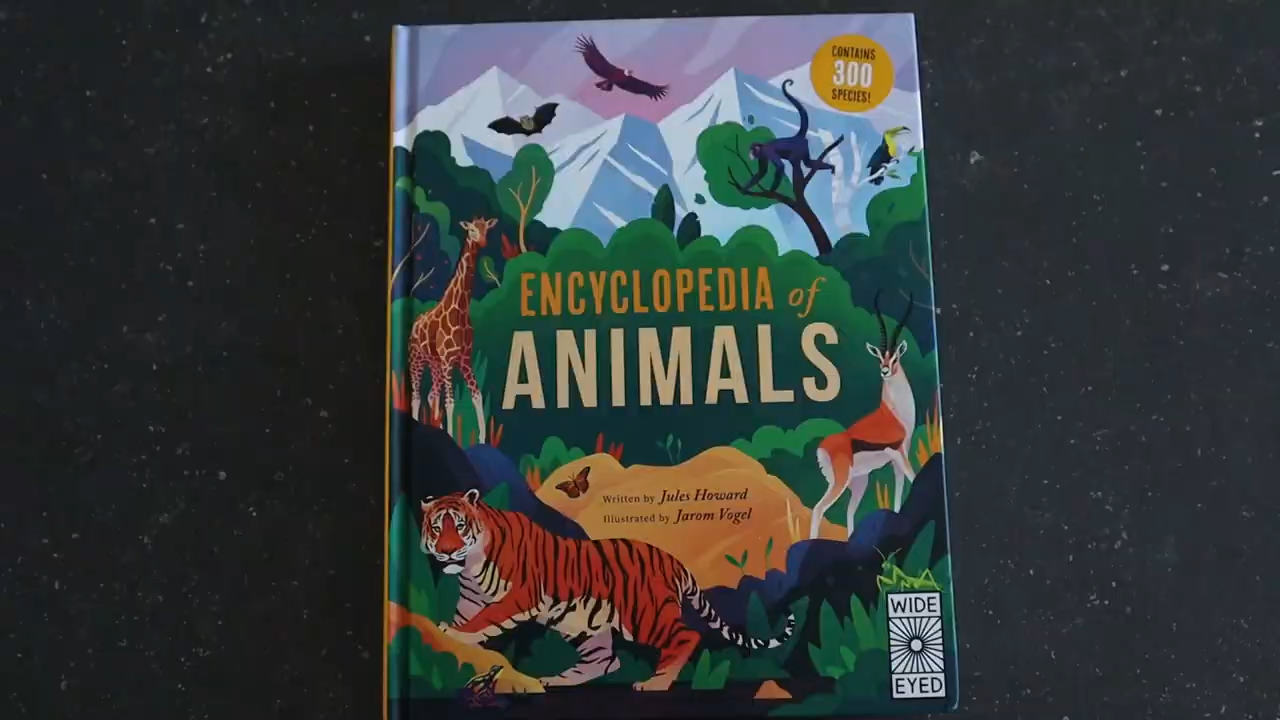 CONTAINS
300
SPECIES!
ENCYCLOPEDIA of
ANIMALS
Written by Jules Howard
Illustrated by Jarom Vogel
WIDE
EYED